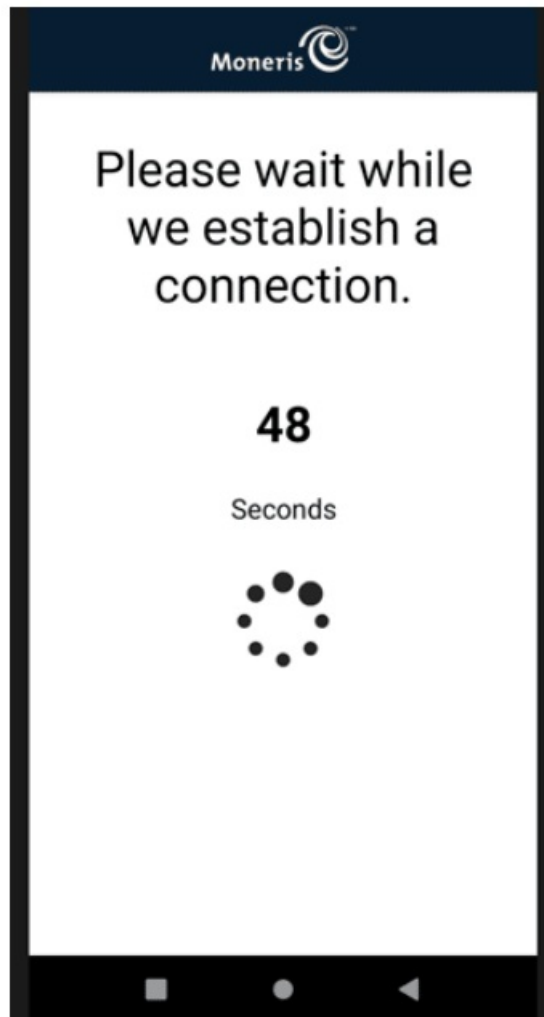 Moneris
Please wait while
we establish a
connection.
48
Seconds